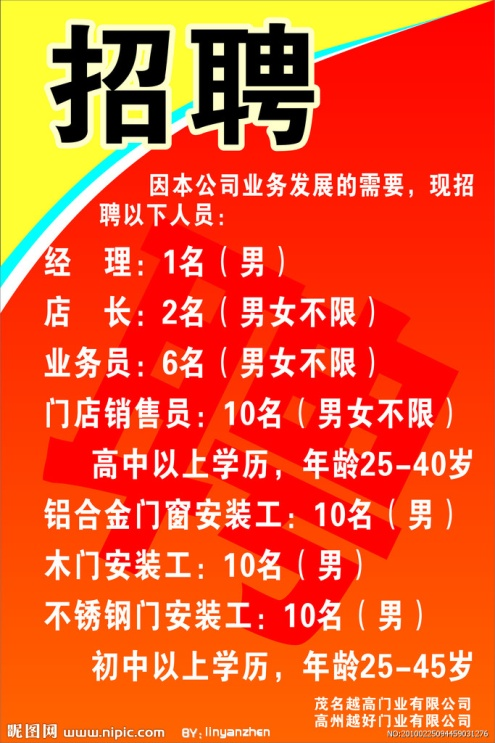 招聘
因本公司业务发展的需要，现招
聘以下人员：
经　理：1名（男）
店　长：2名（男女不限）
业务员：6名（男女不限）
门店销售员：10名（男女不限）
高中以上学历，年龄25-40岁
铝合金门窗安装工：10名（男）
木门安装工：10名（男）
不锈钢门安装工：10名（男）
初中以上学历，年龄25-45岁
茂名越高门业有限公司
高州越好门业有限公司
昵图网 www.nipic.com BY：linyanzhen NO:20100225094459031276
聘